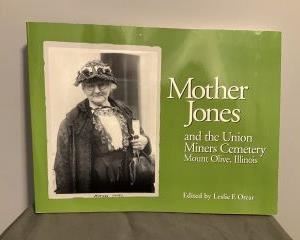 Mother
Jones
and the Union
Miners Cemetery
Mount Olive, Illinois
Edited by Leslie F. Orear